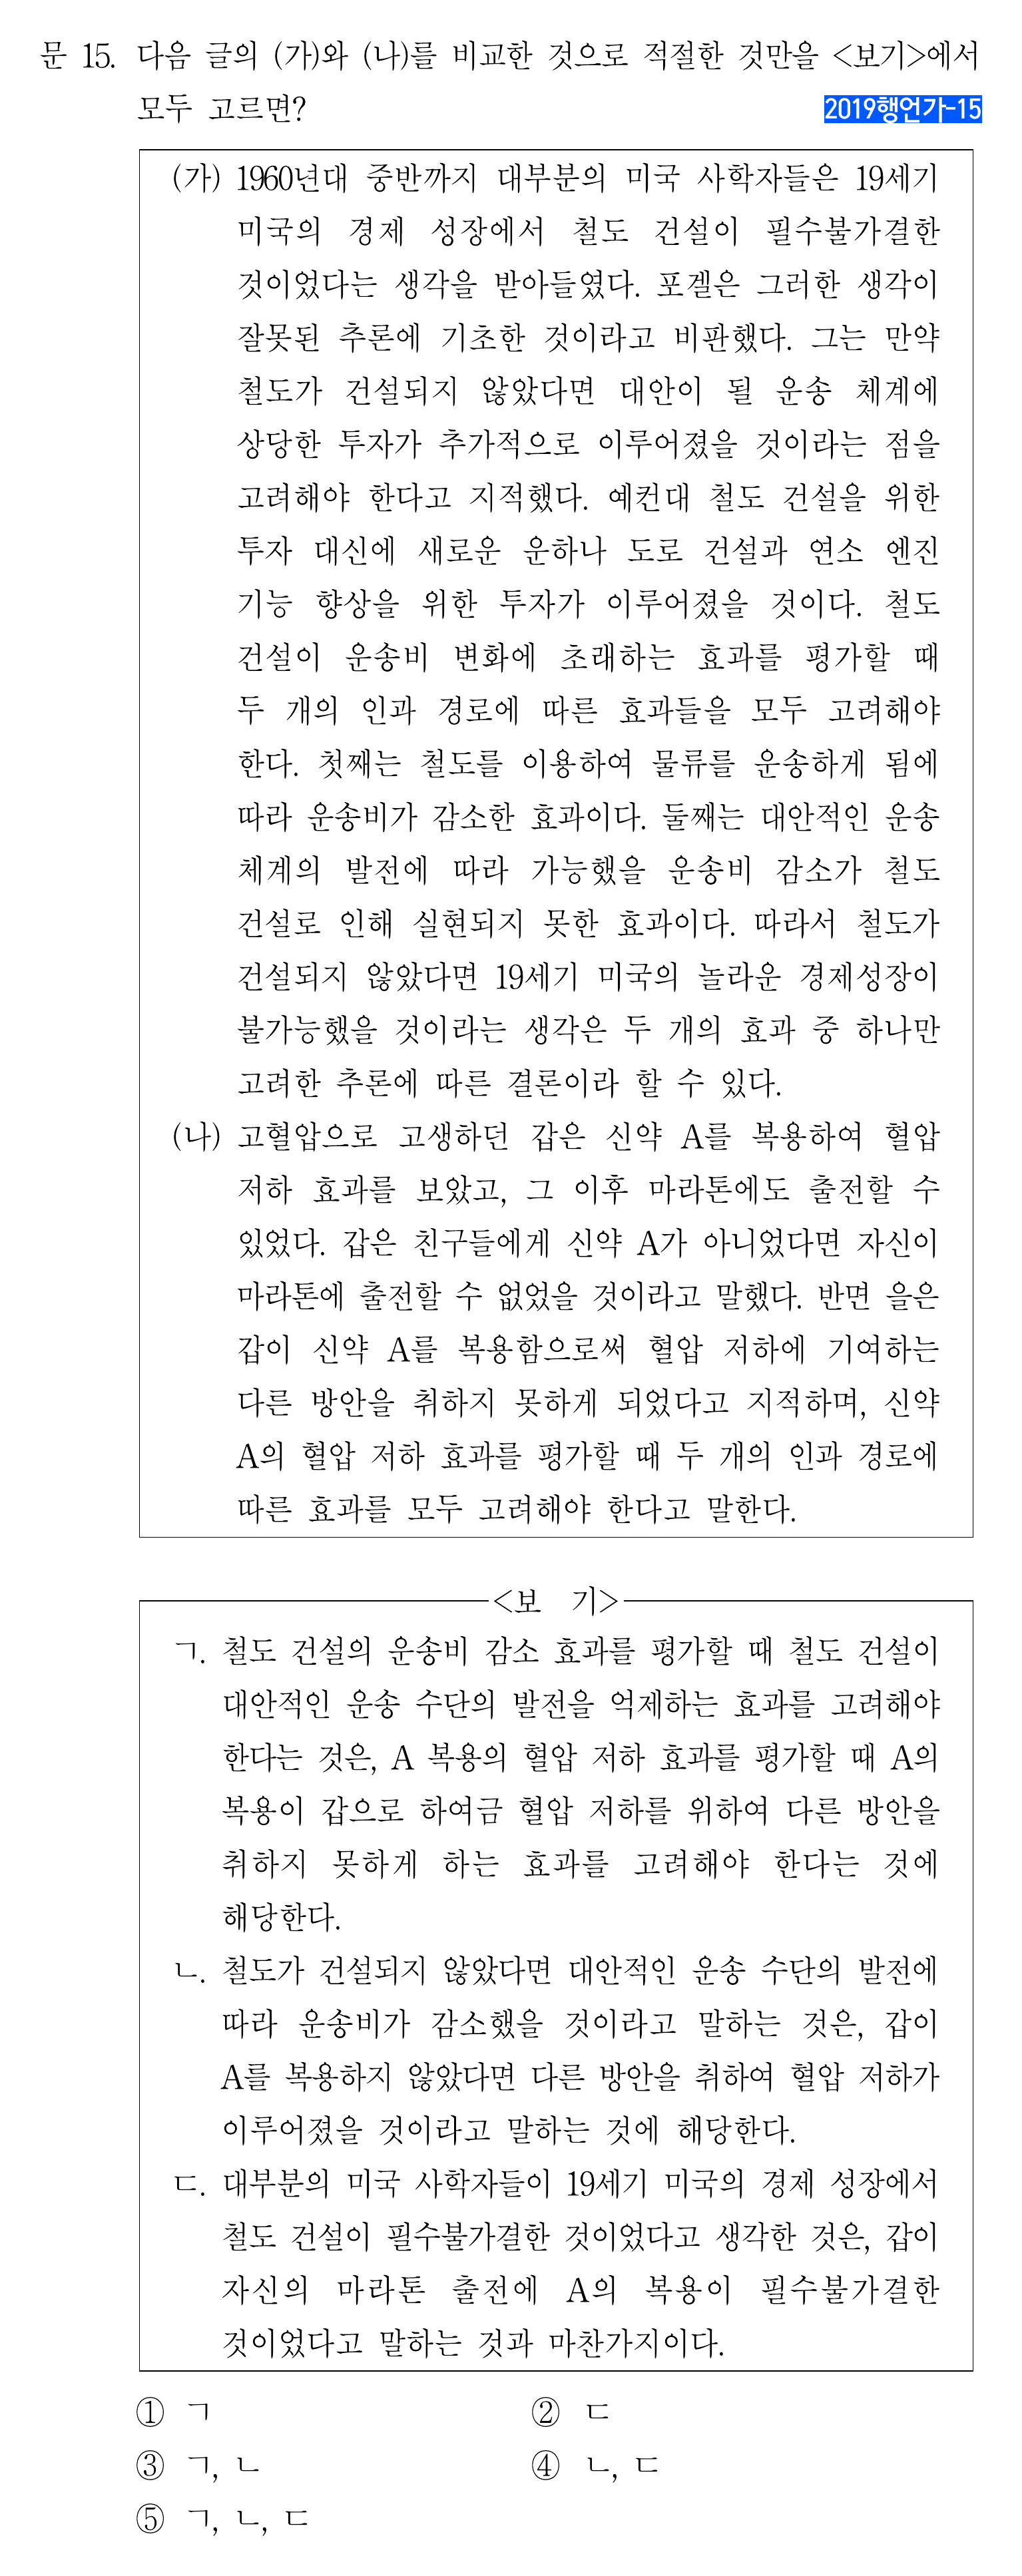 문 15. 다음 글의 (가)와 (나)를 비교한 것으로 적절한 것만을 <보기>에서
모두 고르면?
2019행언가-15
(가) 1960년대 중반까지 대부분의 미국 사학자들은 19세기
미국의 경제 성장에서 철도 건설이 필수불가결한
것이었다는 생각을 받아들였다. 포겔은 그러한 생각이
잘못된 추론에 기초한 것이라고 비판했다. 그는 만약
철도가 건설되지 않았다면 대안이 될 운송 체계에
상당한 투자가 추가적으로 이루어졌을 것이라는 점을
고려해야 한다고 지적했다. 예컨대 철도 건설을 위한
투자 대신에 새로운 운하나 도로 건설과 연소 엔진
기능 향상을 위한 투자가 이루어졌을 것이다. 철도
건설이 운송비 변화에 초래하는 효과를 평가할 때
두 개의 인과 경로에 따른 효과들을 모두 고려해야
한다. 첫째는 철도를 이용하여 물류를 운송하게 됨에
따라 운송비가 감소한 효과이다. 둘째는 대안적인 운송
체계의 발전에 따라 가능했을 운송비 감소가 철도
건설로 인해 실현되지 못한 효과이다. 따라서 철도가
건설되지 않았다면 19세기 미국의 놀라운 경제성장이
불가능했을 것이라는 생각은 두 개의 효과 중 하나만
고려한 추론에 따른 결론이라 할 수 있다.
(나) 고혈압으로 고생하던 갑은 신약 A를 복용하여 혈압
저하 효과를 보았고, 그 이후 마라톤에도 출전할 수
있었다. 갑은 친구들에게 신약 A가 아니었다면 자신이
마라톤에 출전할 수 없었을 것이라고 말했다. 반면 을은
갑이 신약 A를 복용함으로써 혈압 저하에 기여하는
다른 방안을 취하지 못하게 되었다고 지적하며, 신약
A의 혈압 저하 효과를 평가할 때 두 개의 인과 경로에
따른 효과를 모두 고려해야 한다고 말한다.
<보 기>
ㄱ. 철도 건설의 운송비 감소 효과를 평가할 때 철도 건설이
대안적인 운송 수단의 발전을 억제하는 효과를 고려해야
한다는 것은, A 복용의 혈압 저하 효과를 평가할 때 A의
복용이 갑으로 하여금 혈압 저하를 위하여 다른 방안을
취하지 못하게 하는 효과를 고려해야 한다는 것에
해당한다.
ㄴ. 철도가 건설되지 않았다면 대안적인 운송 수단의 발전에
따라 운송비가 감소했을 것이라고 말하는 것은, 갑이
A를 복용하지 않았다면 다른 방안을 취하여 혈압 저하가
이루어졌을 것이라고 말하는 것에 해당한다.
ㄷ. 대부분의 미국 사학자들이 19세기 미국의 경제 성장에서
철도 건설이 필수불가결한 것이었다고 생각한 것은, 갑이
자신의 마라톤 출전에 A의 복용이 필수불가결한
것이었다고 말하는 것과 마찬가지이다.
① ㄱ ② ㄷ
③ ㄱ, ㄴ ④ ㄴ, ㄷ
⑤ ㄱ, ㄴ, ㄷ